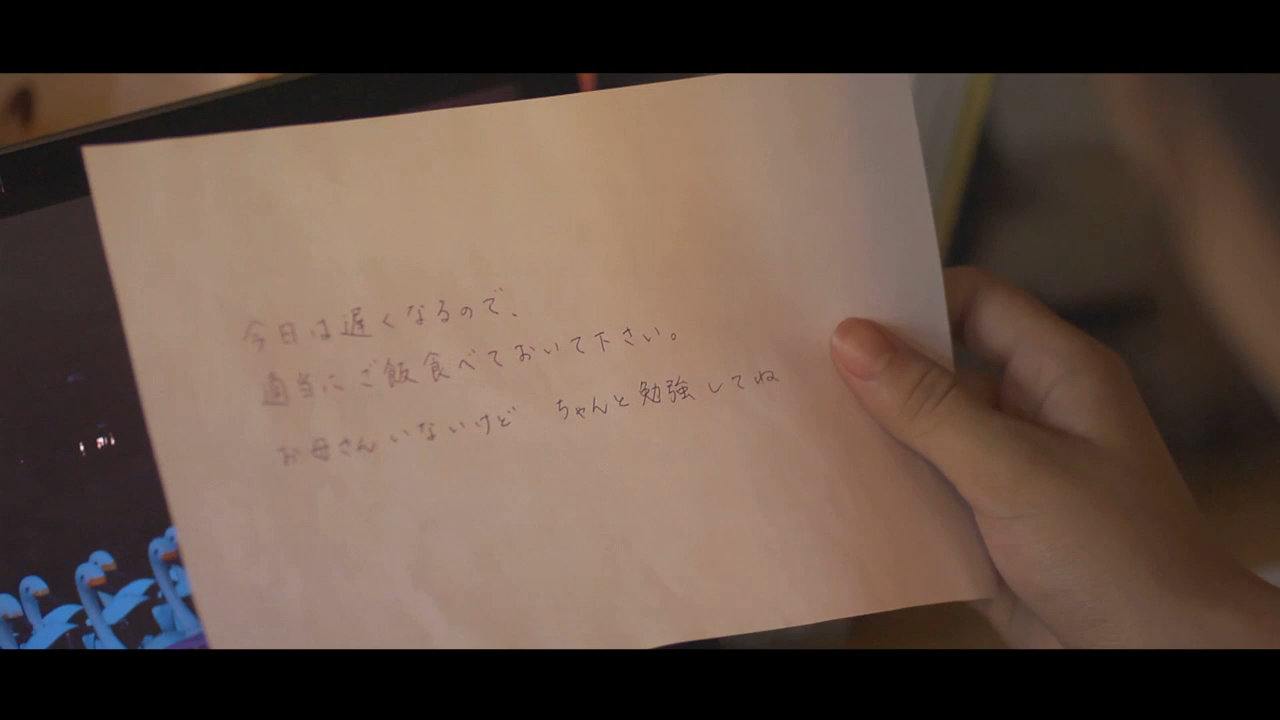 今日は遅くなるので、
適当にご飯食べておいて下さい。
お母さんいないけど ちゃんと勉強してね